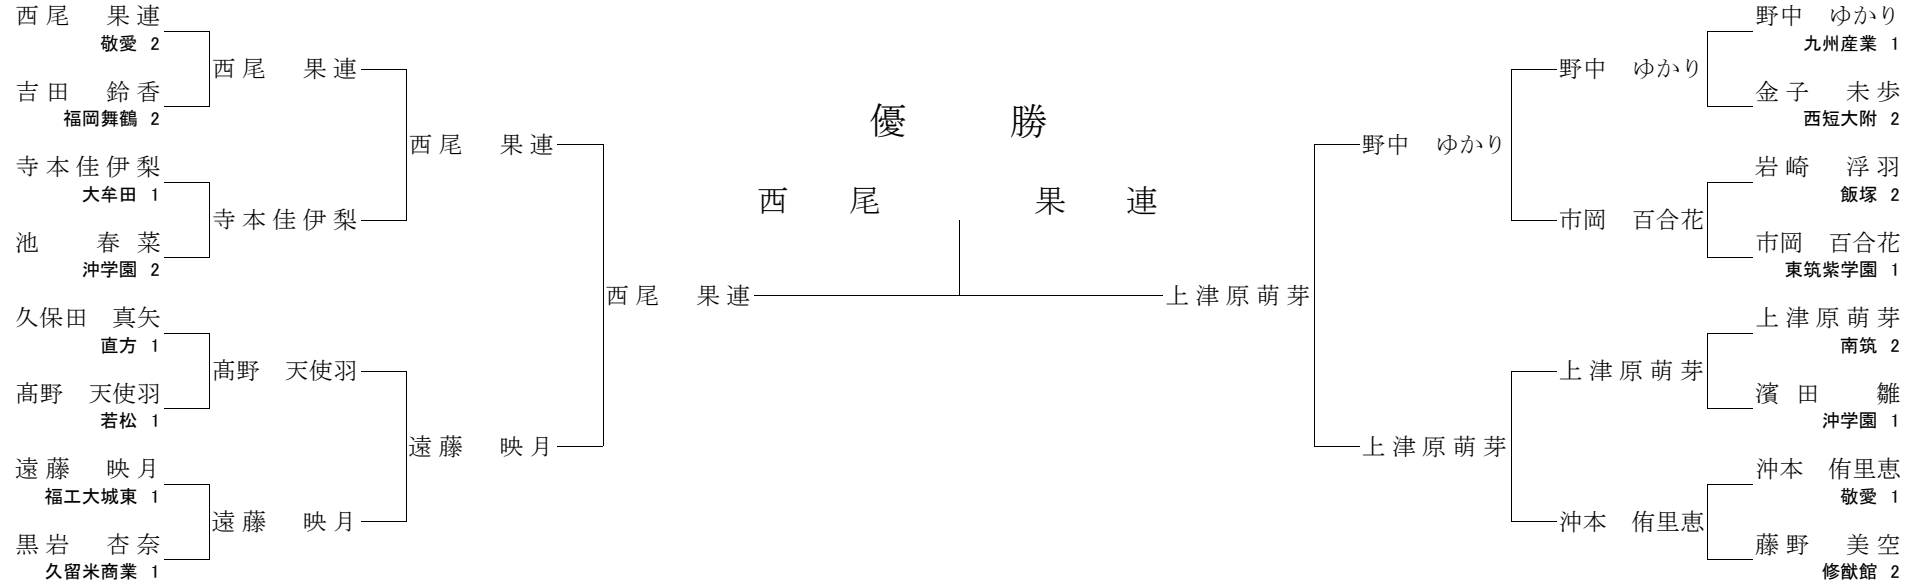 西尾　果連
敬愛 2
吉田　鈴香
福岡舞鶴 2
寺本佳伊梨
大牟田 1
池　春菜
沖学園 2
久保田　真矢
直方 1
髙野　天使羽
若松 1
遠藤　映月
福工大城東 1
黒岩　杏奈
久留米商業 1
西尾　果連
寺本佳伊梨
髙野　天使羽
遠藤　映月
西尾　果連
遠藤　映月
西尾　果連
優　勝
西尾　果連
上津原萌芽
野中　ゆかり
上津原萌芽
野中　ゆかり
市岡　百合花
上津原萌芽
沖本　侑里恵
野中　ゆかり
九州産業 1
金子　未歩
西短大附 2
岩崎　浮羽
飯塚 2
市岡　百合花
東筑紫学園 1
上津原萌芽
南筑 2
濱田　雛
沖学園 1
沖本　侑里恵
敬愛 1
藤野　美空
修猷館 2